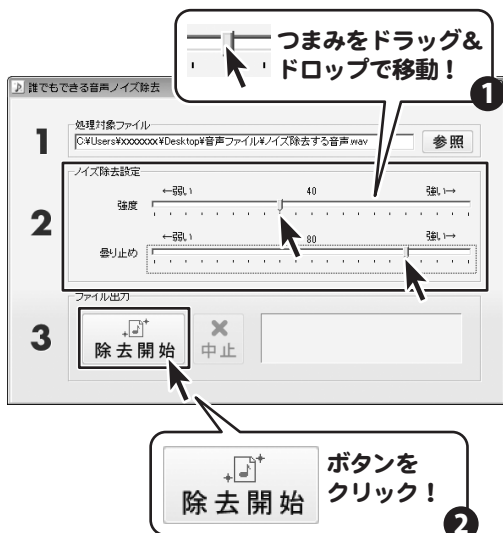 つまみをドラッグ&
ドロップで移動！
1
誰でもできる音声ノイズ除去
1
処理対象ファイル
C:¥Users¥xxxxxxx¥Desktop¥音声ファイル¥ノイズ除去する音声.wav
参照
2
ノイズ除去設定
←弱い 40 強い→
強度
←弱い 80 強い→
曇り止め
3
ファイル出力
除去開始
中止
除去開始
ボタンを
クリック！
2